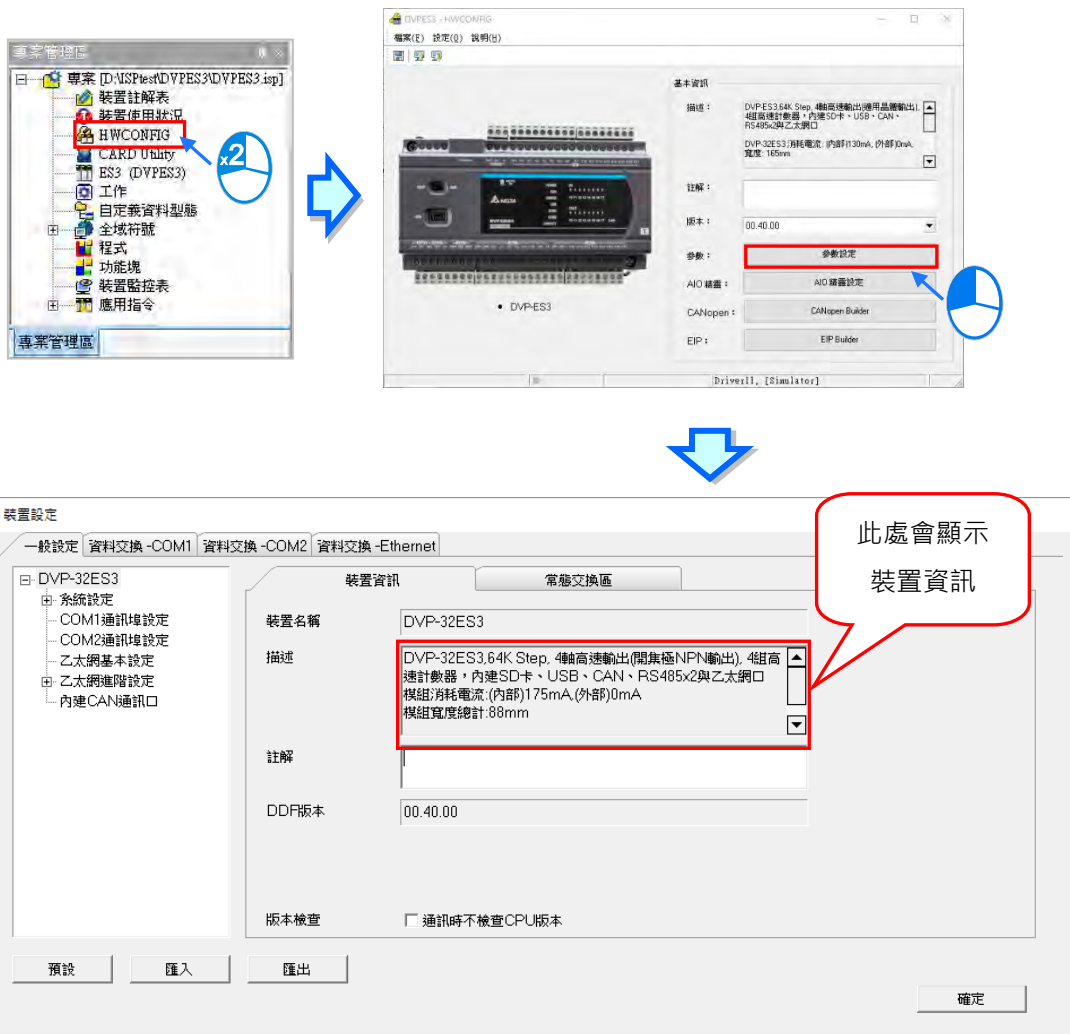 專案管理區
專案 [D:\ISPtest\DVPES3\DVPES3.isp]
裝置註解表
裝置使用狀況
HWCONFIG
CARD Utility
ES3 (DVPES3)
工作
自定義資料型態
全域符號
程式
功能塊
裝置監控表
應用指令
專案管理區
x2
DVPES3 - HWCONFIG
檔案(F) 設定(O) 說明(H)
基本資訊
描述：
DVP-ES3,64K Step, 4軸高速輸出(適用晶體輸出),
4組高速計數器，內建SD卡、USB、CAN、
RS485x2與乙太網口
DVP-32ES3 消耗電流: (內部)130mA, (外部)0mA,
寬度: 165mm
註解：
版本：
00.40.00
參數：
參數設定
AIO 精靈：
AIO 精靈設定
CANopen：
CANopen Builder
EIP：
EIP Builder
DELTA
• DVP-ES3
Driver11, [Simulator]
裝置設定
一般設定 資料交換 -COM1 資料交換 -COM2 資料交換 -Ethernet
此處會顯示
裝置資訊
DVP-32ES3
系統設定
COM1通訊埠設定
COM2通訊埠設定
乙太網基本設定
乙太網進階設定
內建CAN通訊口
裝置資訊
常態交換區
裝置名稱
DVP-32ES3
描述
DVP-32ES3,64K Step, 4軸高速輸出(開集極NPN輸出), 4組高
速計數器，內建SD卡、USB、CAN、RS485x2與乙太網口
模組消耗電流:(內部)175mA,(外部)0mA
模組寬度總計:88mm
註解
DDF版本
00.40.00
版本檢查
通訊時不檢查CPU版本
預設
匯入
匯出
確定